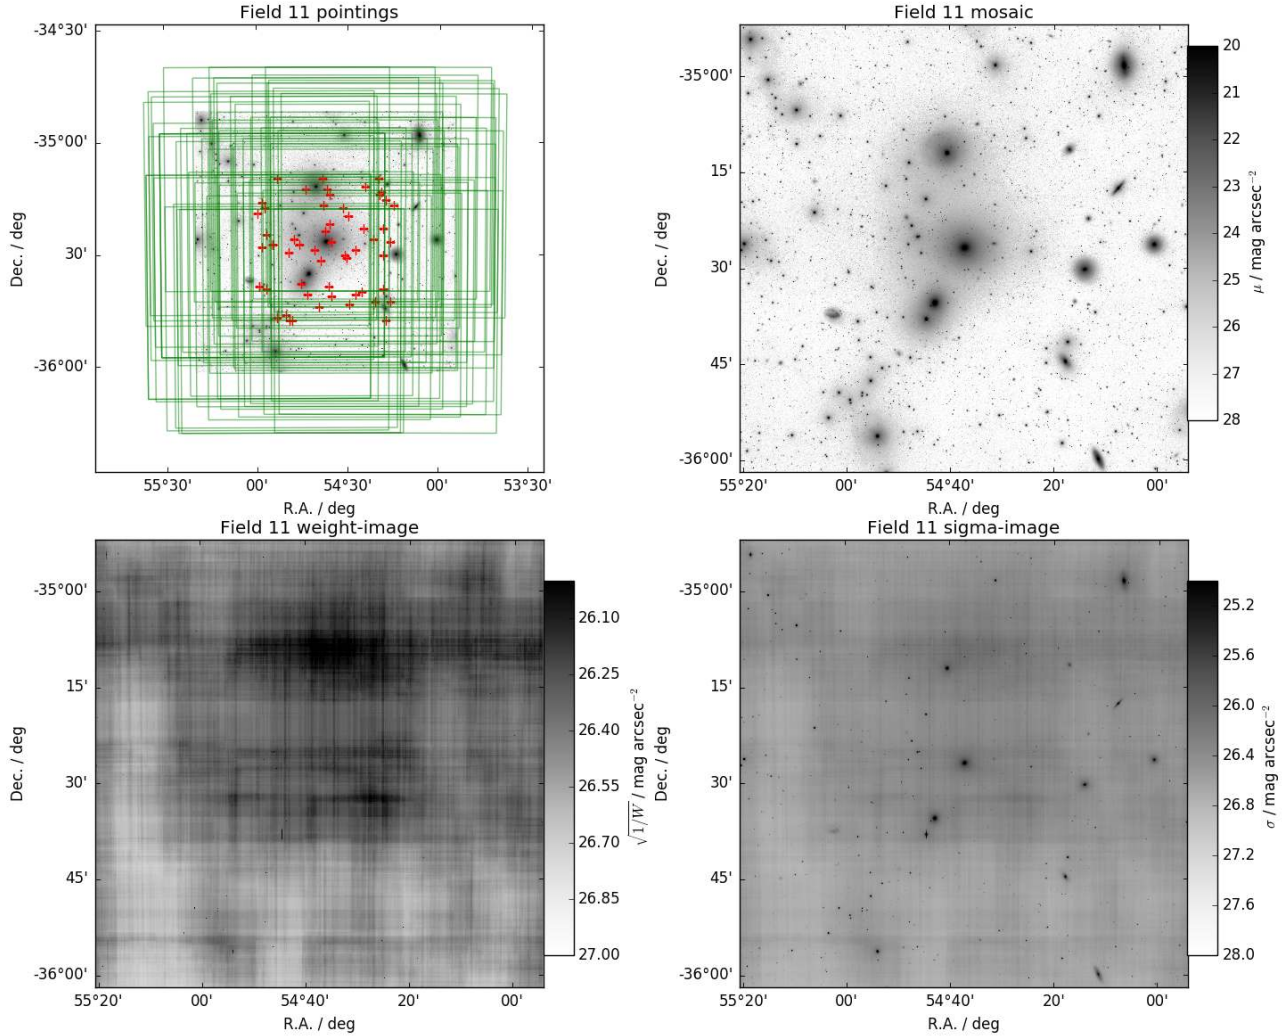 Field 11 pointings
-34°30'
-35°00'
30'
-36°00'
Dec. / deg
55°30' 00' 54°30' 00' 53°30'
R.A. / deg
Field 11 mosaic
-35°00'
15'
30'
45'
-36°00'
Dec. / deg
55°20' 00' 54°40' 20' 00'
R.A. / deg
20
21
22
23
24
25
26
27
28
μ / mag arcsec⁻²
Field 11 weight-image
-35°00'
15'
30'
45'
-36°00'
Dec. / deg
55°20' 00' 54°40' 20' 00'
R.A. / deg
26.10
26.25
26.40
26.55
26.70
26.85
27.00
√1/W / mag arcsec⁻²
Field 11 sigma-image
-35°00'
15'
30'
45'
-36°00'
Dec. / deg
55°20' 00' 54°40' 20' 00'
R.A. / deg
25.2
25.6
26.0
26.4
26.8
27.2
27.6
28.0
σ / mag arcsec⁻²